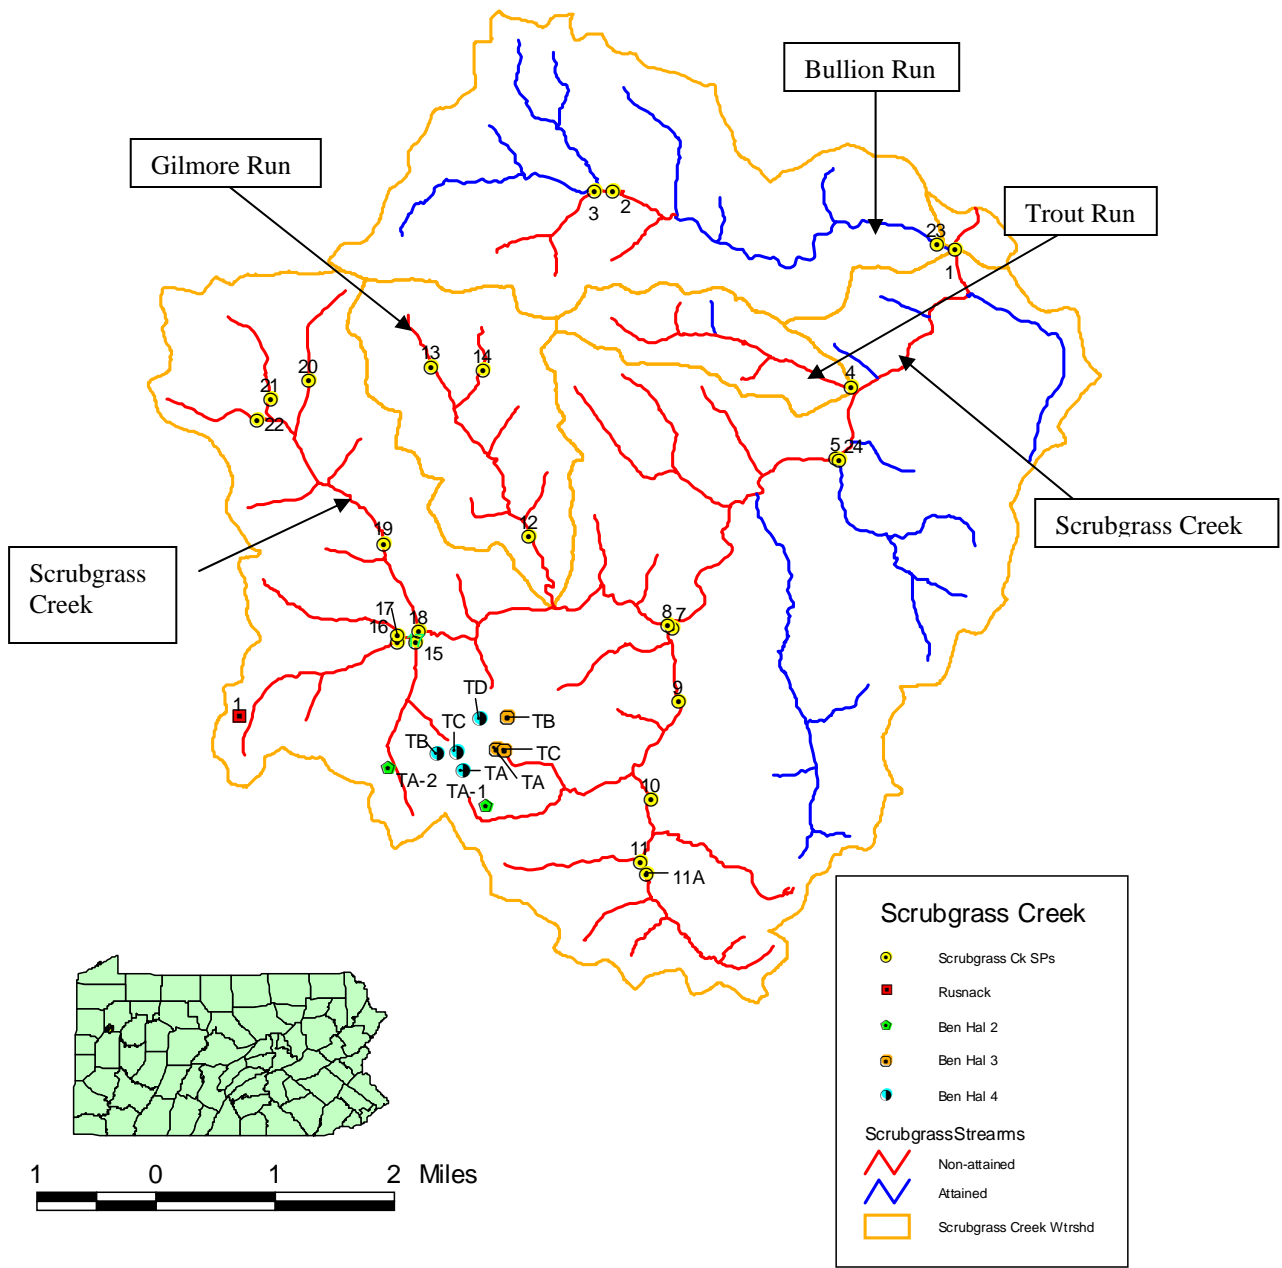 Bullion Run
Gilmore Run
Trout Run
3
2
23
1
13
14
20
21
22
4
5
24
Scrubgrass Creek
19
12
Scrubgrass
Creek
17
18
16
15
8
7
9
1
TD
TC
TB
TB
TC
TA
TA
TA-2
TA-1
10
11
11A
Scrubgrass Creek
Scrubgrass Ck SPs
Rusnack
Ben Hal 2
Ben Hal 3
Ben Hal 4
ScrubgrassStreams
Non-attained
Attained
Scrubgrass Creek Wtrshd
1 0 1 2 Miles